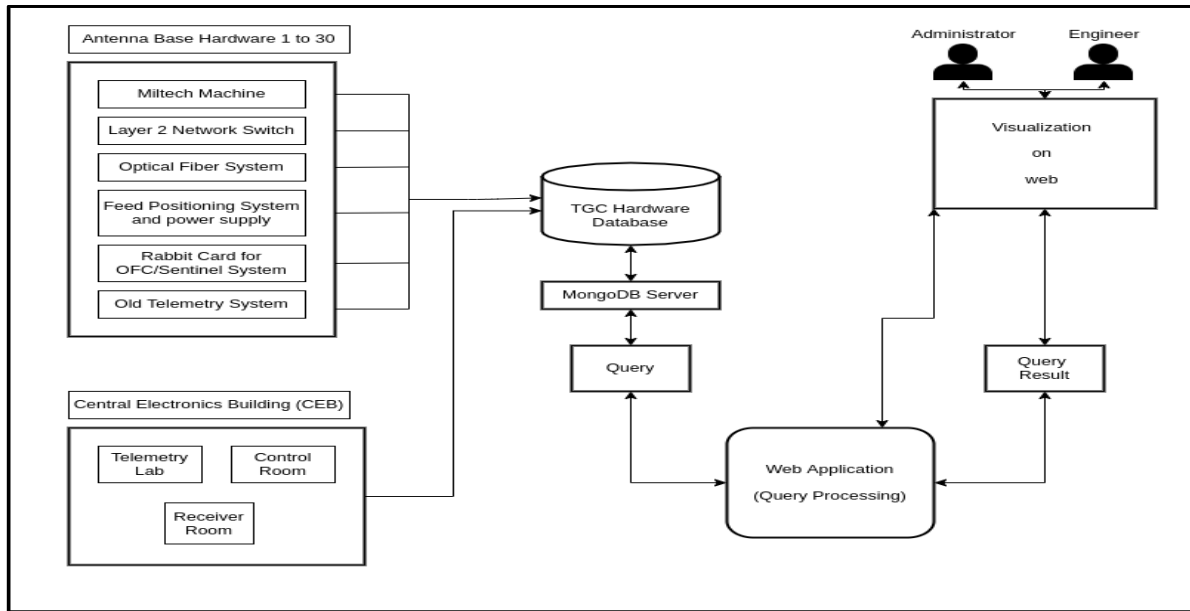 Antenna Base Hardware 1 to 30
Miltech Machine
Layer 2 Network Switch
Optical Fiber System
Feed Positioning System
and power supply
Rabbit Card for
OFC/Sentinel System
Old Telemetry System
Central Electronics Building (CEB)
Telemetry
Lab
Control
Room
Receiver
Room
TGC Hardware
Database
MongoDB Server
Query
Web Application
(Query Processing)
Administrator
Engineer
Visualization
on
web
Query
Result